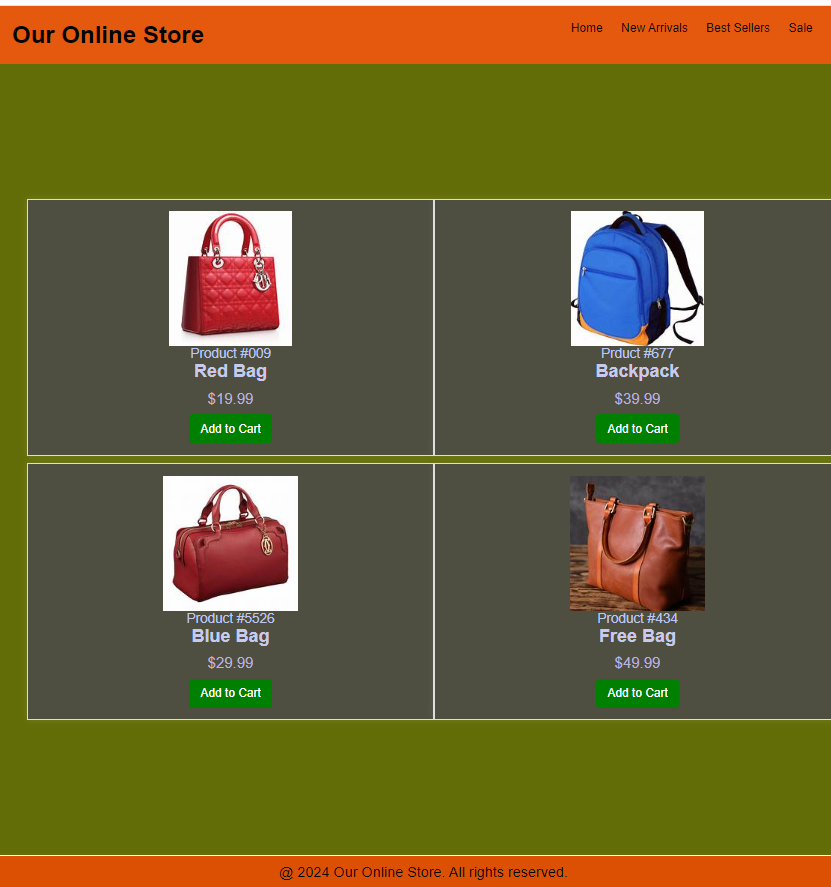 Our Online Store
Home New Arrivals Best Sellers Sale
Product #009
Red Bag
$19.99
Add to Cart
Prduct #677
Backpack
$39.99
Add to Cart
Product #5526
Blue Bag
$29.99
Add to Cart
Product #434
Free Bag
$49.99
Add to Cart
@ 2024 Our Online Store. All rights reserved.